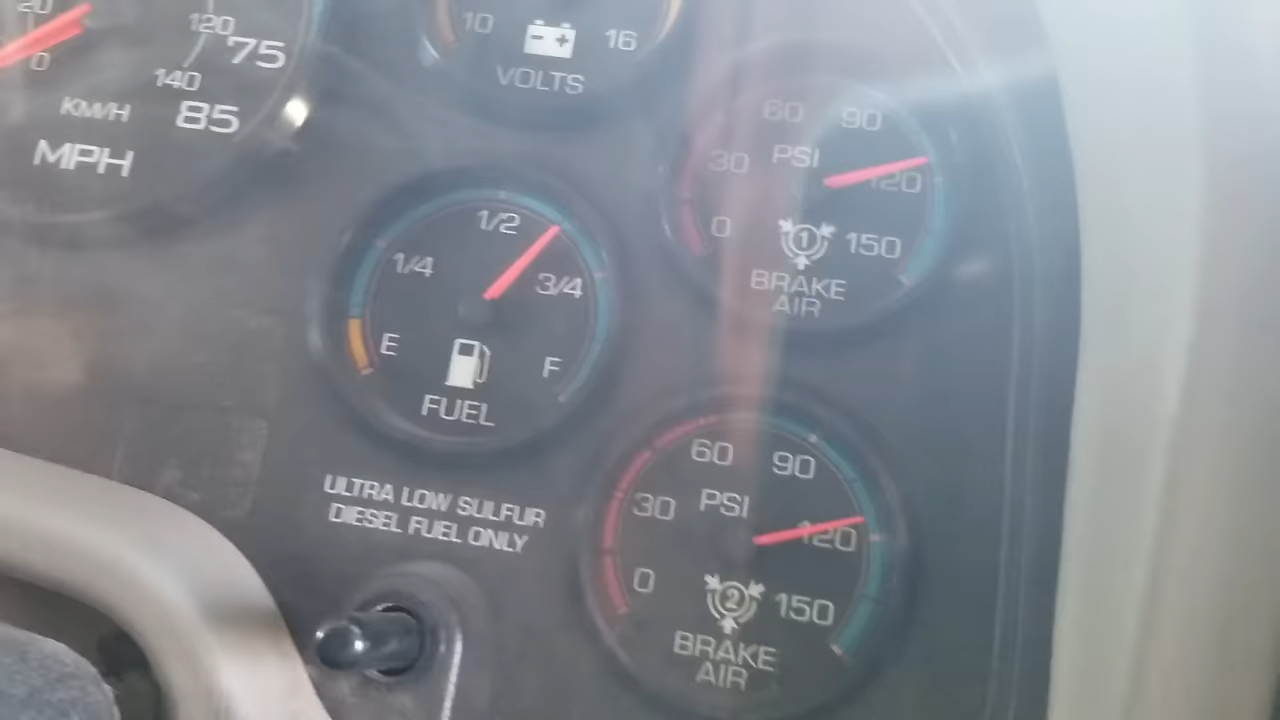 20
0
120
75
140
KM/H
85
MPH
10
16
VOLTS
60
90
30
PSI
120
0
1
150
BRAKE
AIR
1/2
1/4
3/4
E
F
FUEL
ULTRA LOW SULFUR
DIESEL FUEL ONLY
60
90
30
PSI
120
0
2
150
BRAKE
AIR